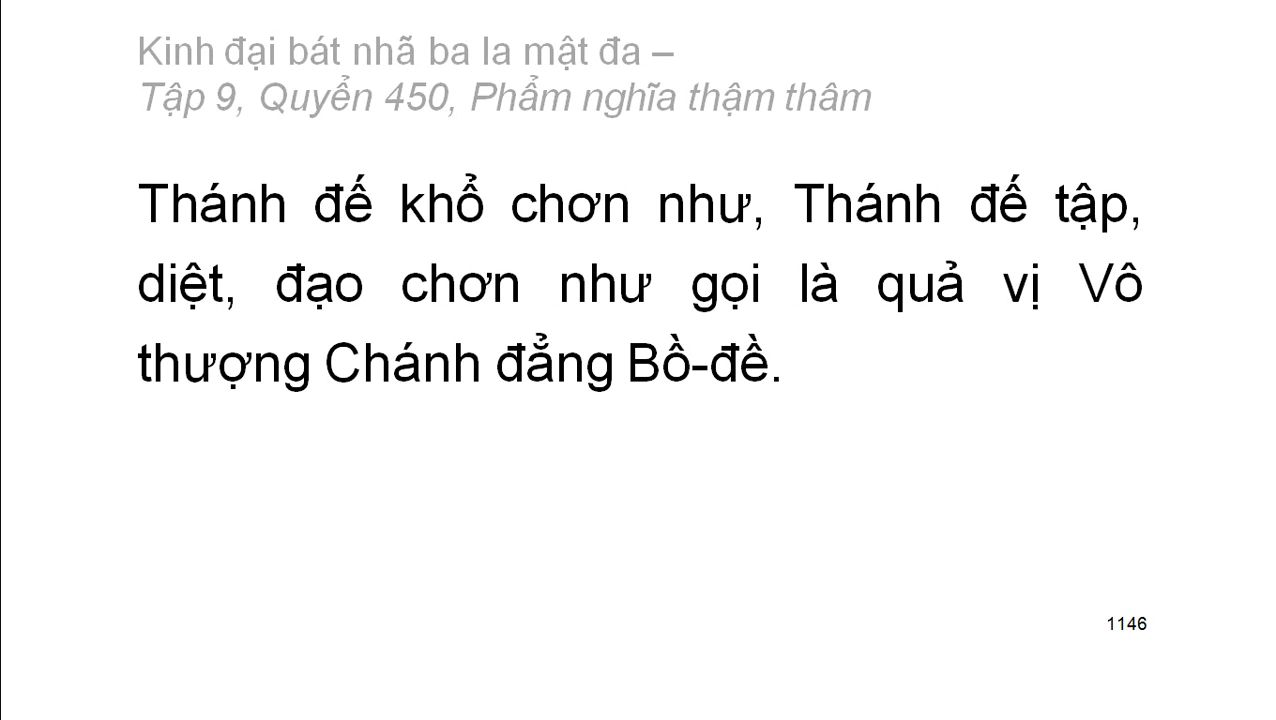 Kinh đại bát nhã ba la mật đa –
Tập 9, Quyển 450, Phẩm nghĩa thậm thâm
Thánh đế khổ chơn như, Thánh đế tập,
diệt, đạo chơn như gọi là quả vị Vô
thượng Chánh đẳng Bồ-đề.
1146